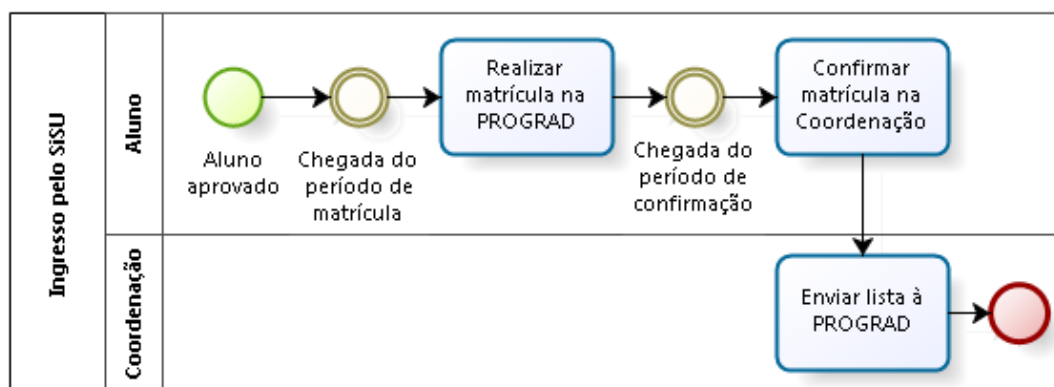 Ingresso pelo SiSU
Aluno
Aluno
aprovado
Chegada do
período de
matrícula
Realizar
matrícula na
PROGRAD
Chegada do
período de
confirmação
Confirmar
matrícula na
Coordenação
Coordenação
Enviar lista à
PROGRAD